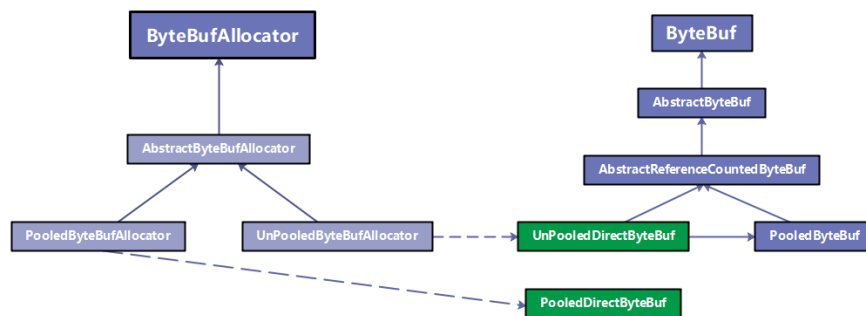 ByteBufAllocator
ByteBuf
AbstractByteBuf
AbstractByteBufAllocator
AbstractReferenceCountedByteBuf
PooledByteBufAllocator
UnPooledByteBufAllocator
UnPooledDirectByteBuf
PooledByteBuf
PooledDirectByteBuf